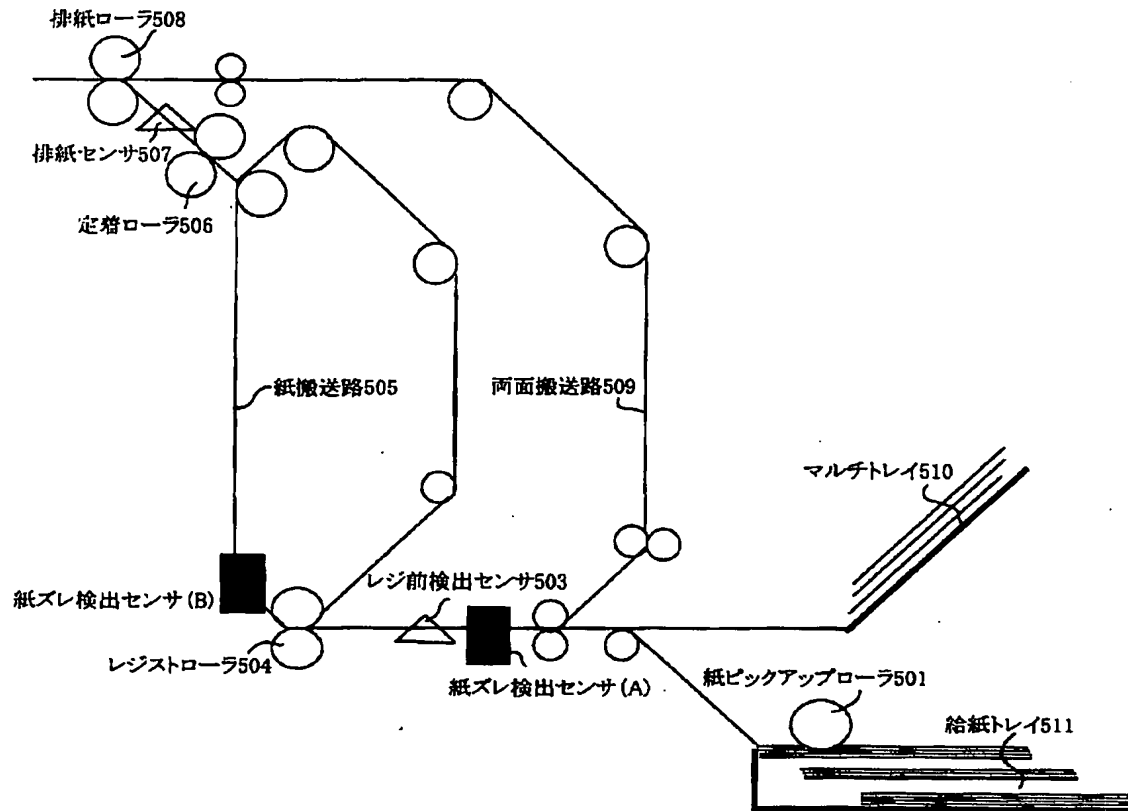 排紙ローラ508
排紙センサ507
定着ローラ506
紙搬送路505
両面搬送路509
マルチトレイ510
レジ前検出センサ503
紙ズレ検出センサ(B)
レジストローラ504
紙ズレ検出センサ(A)
紙ピックアップローラ501
給紙トレイ511